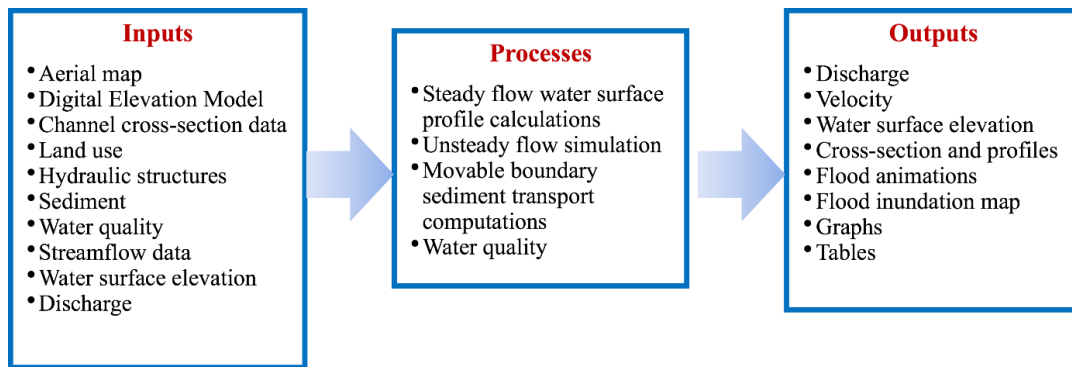 Inputs
• Aerial map
• Digital Elevation Model
• Channel cross-section data
• Land use
• Hydraulic structures
• Sediment
• Water quality
• Streamflow data
• Water surface elevation
• Discharge
Processes
• Steady flow water surface
profile calculations
• Unsteady flow simulation
• Movable boundary
sediment transport
computations
• Water quality
Outputs
• Discharge
• Velocity
• Water surface elevation
• Cross-section and profiles
• Flood animations
• Flood inundation map
• Graphs
• Tables